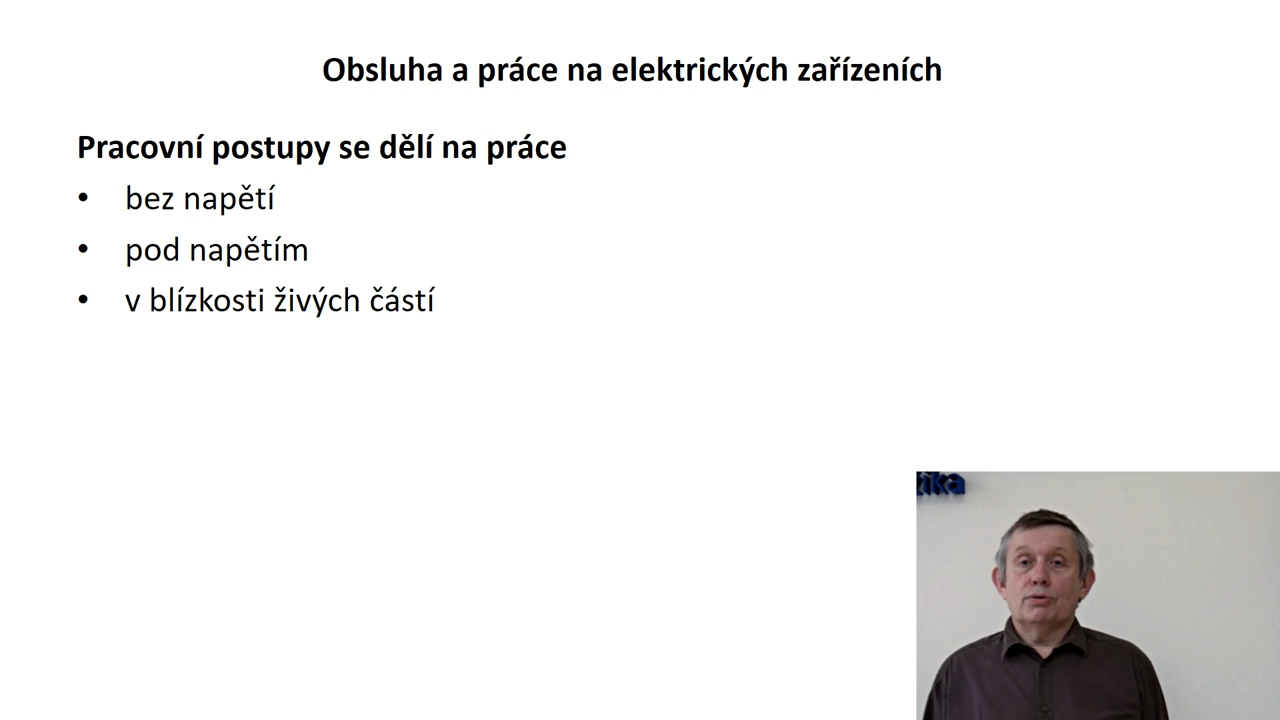 Obsluha a práce na elektrických zařízeních
Pracovní postupy se dělí na práce
• bez napětí
• pod napětím
• v blízkosti živých částí